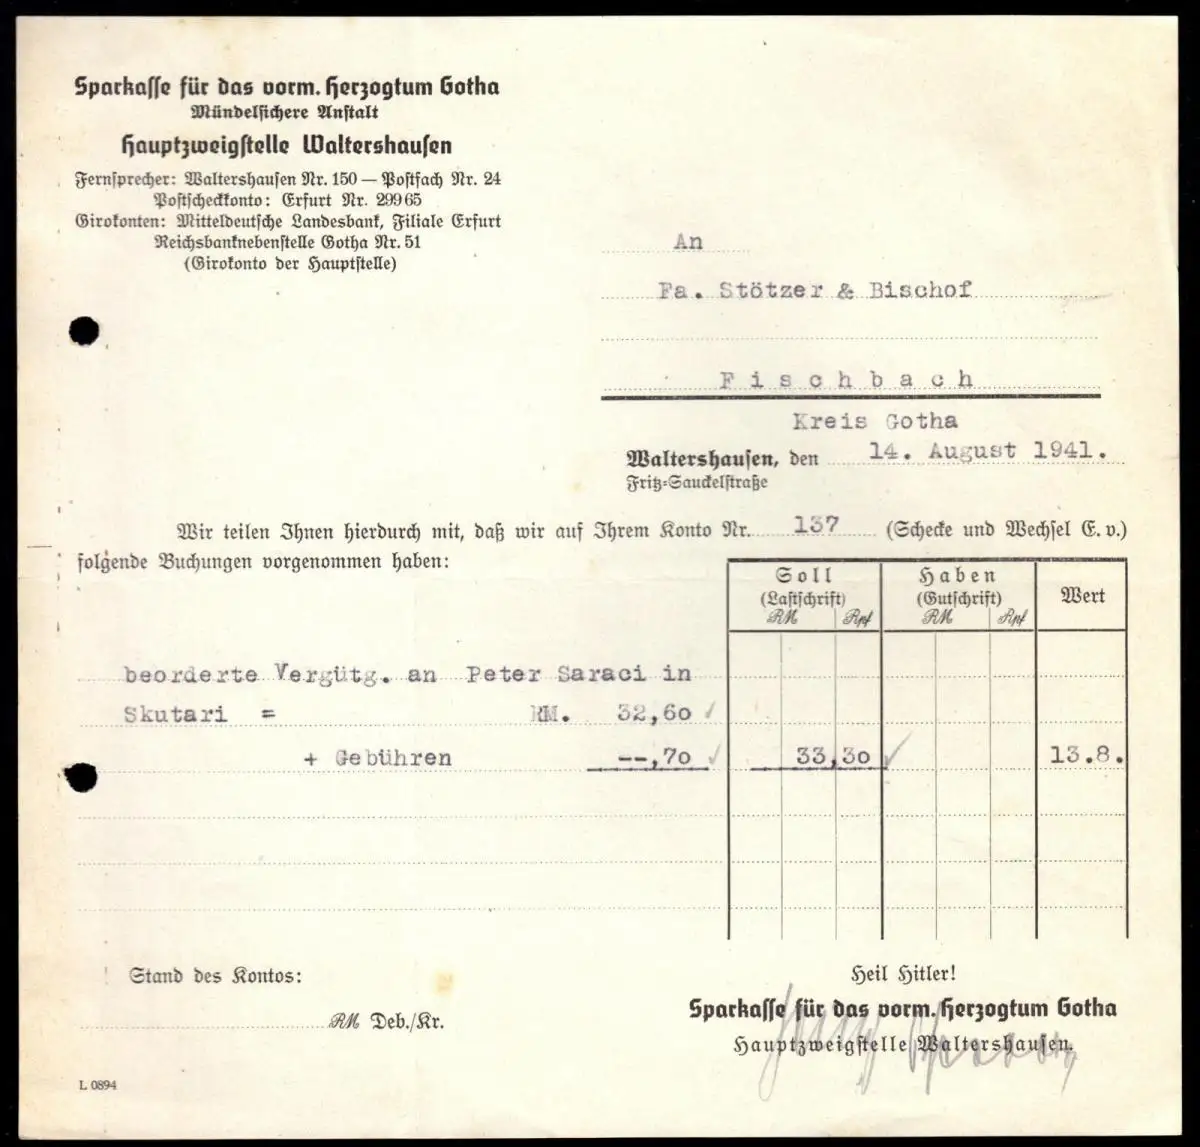 Sparkasse für das vorm. Herzogtum Gotha
Mündelsichere Anstalt
Hauptzweigstelle Waltershausen
Fernsprecher: Waltershausen Nr. 150 — Postfach Nr. 24
Postscheckkonto: Erfurt Nr. 29965
Girokonten: Mitteldeutsche Landesbank, Filiale Erfurt
Reichsbanknebenstelle Gotha Nr. 51
(Girokonto der Hauptstelle)
An
Fa. Stötzer & Bischof
Fischbach
Kreis Gotha
Waltershausen, den 14. August 1941.
Fritz-Sauckelstraße
Wir teilen Ihnen hierdurch mit, daß wir auf Ihrem Konto Nr. 137 (Schecke und Wechsel E. v.)
folgende Buchungen vorgenommen haben:
Soll Haben Wert
(Lastschrift) (Gutschrift)
RM Rpf RM Rpf
beorderte Vergütg. an Peter Saraci in
Skutari = RM. 32,60
+ Gebühren --,70 33,30 13.8.
Stand des Kontos:
RM Deb./Kr.
Heil Hitler!
Sparkasse für das vorm. Herzogtum Gotha
Hauptzweigstelle Waltershausen.
L 0894